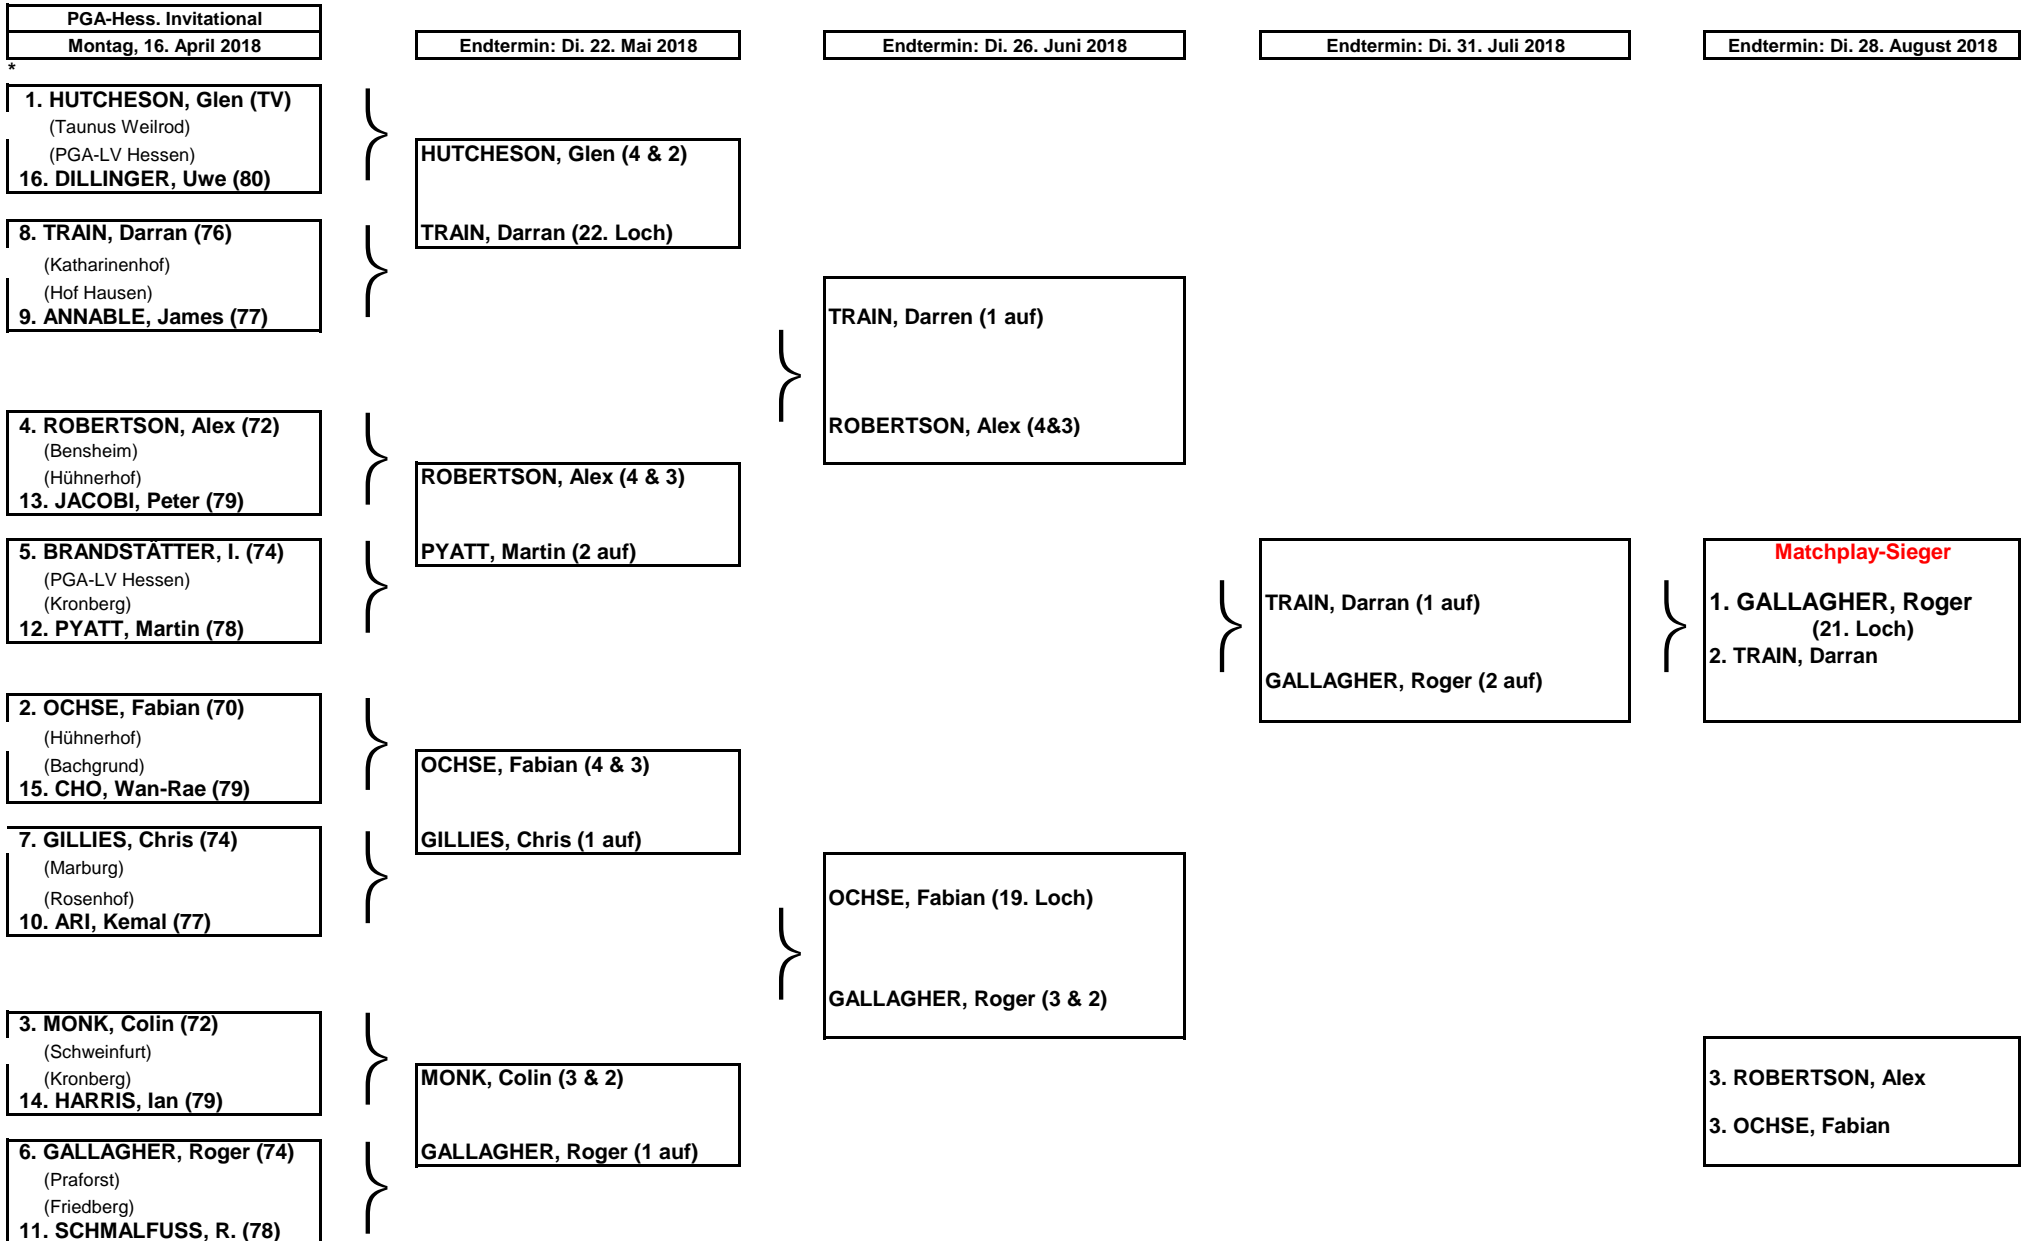 PGA-Hess. Invitational
Montag, 16. April 2018
Endtermin: Di. 22. Mai 2018
Endtermin: Di. 26. Juni 2018
Endtermin: Di. 31. Juli 2018
Endtermin: Di. 28. August 2018
*
1. HUTCHESON, Glen (TV)
(Taunus Weilrod)
(PGA-LV Hessen)
16. DILLINGER, Uwe (80)
8. TRAIN, Darran (76)
(Katharinenhof)
(Hof Hausen)
9. ANNABLE, James (77)
4. ROBERTSON, Alex (72)
(Bensheim)
(Hühnerhof)
13. JACOBI, Peter (79)
5. BRANDSTÄTTER, I. (74)
(PGA-LV Hessen)
(Kronberg)
12. PYATT, Martin (78)
2. OCHSE, Fabian (70)
(Hühnerhof)
(Bachgrund)
15. CHO, Wan-Rae (79)
7. GILLIES, Chris (74)
(Marburg)
(Rosenhof)
10. ARI, Kemal (77)
3. MONK, Colin (72)
(Schweinfurt)
(Kronberg)
14. HARRIS, Ian (79)
6. GALLAGHER, Roger (74)
(Praforst)
(Friedberg)
11. SCHMALFUSS, R. (78)
HUTCHESON, Glen (4 & 2)
TRAIN, Darran (22. Loch)
ROBERTSON, Alex (4 & 3)
PYATT, Martin (2 auf)
OCHSE, Fabian (4 & 3)
GILLIES, Chris (1 auf)
MONK, Colin (3 & 2)
GALLAGHER, Roger (1 auf)
TRAIN, Darren (1 auf)
ROBERTSON, Alex (4&3)
OCHSE, Fabian (19. Loch)
GALLAGHER, Roger (3 & 2)
TRAIN, Darran (1 auf)
GALLAGHER, Roger (2 auf)
Matchplay-Sieger
1. GALLAGHER, Roger
(21. Loch)
2. TRAIN, Darran
3. ROBERTSON, Alex
3. OCHSE, Fabian